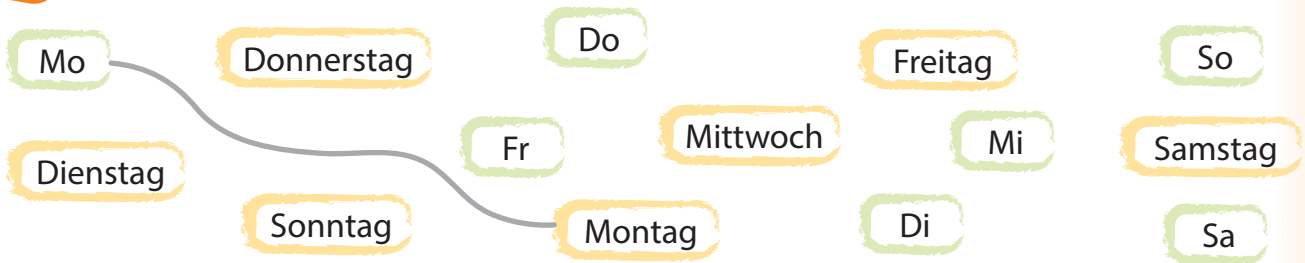 Mo
Donnerstag
Do
Freitag
So
Dienstag
Fr
Mittwoch
Mi
Samstag
Sonntag
Montag
Di
Sa